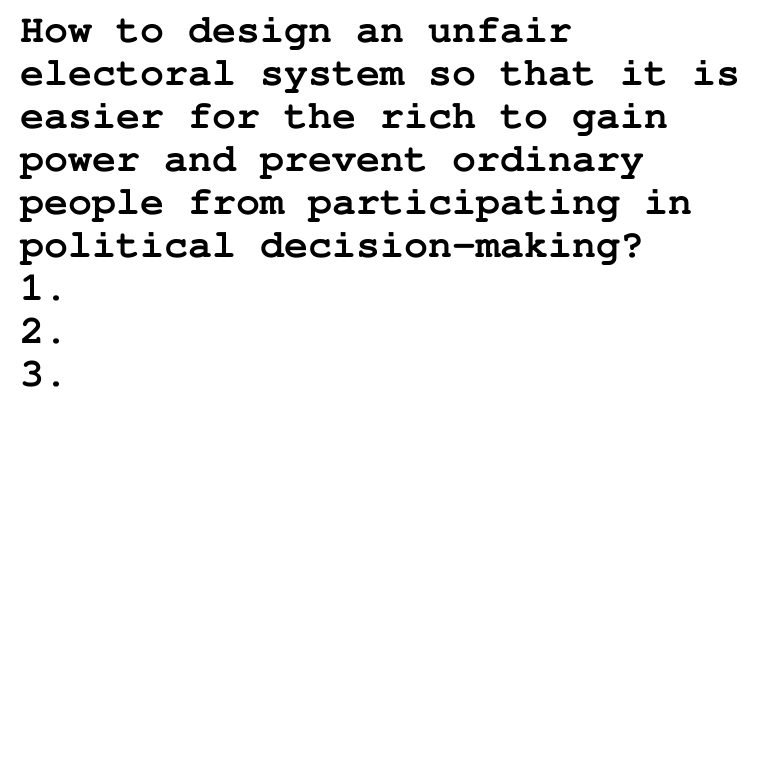 How to design an unfair
electoral system so that it is
easier for the rich to gain
power and prevent ordinary
people from participating in
political decision-making?
1.
2.
3.